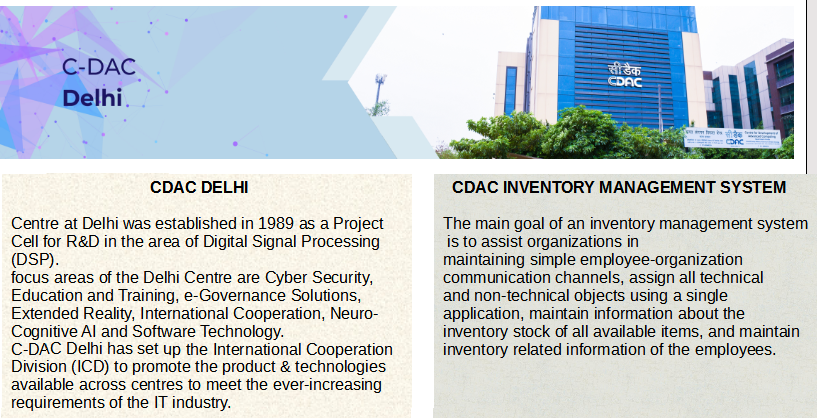 C-DAC
Delhi
सी डैक
CDAC
सी डैक
CDAC
CDAC DELHI
Centre at Delhi was established in 1989 as a Project
Cell for R&D in the area of Digital Signal Processing
(DSP).
focus areas of the Delhi Centre are Cyber Security,
Education and Training, e-Governance Solutions,
Extended Reality, International Cooperation, Neuro-
Cognitive AI and Software Technology.
C-DAC Delhi has set up the International Cooperation
Division (ICD) to promote the product & technologies
available across centres to meet the ever-increasing
requirements of the IT industry.
CDAC INVENTORY MANAGEMENT SYSTEM
The main goal of an inventory management system
is to assist organizations in
maintaining simple employee-organization
communication channels, assign all technical
and non-technical objects using a single
application, maintain information about the
inventory stock of all available items, and maintain
inventory related information of the employees.